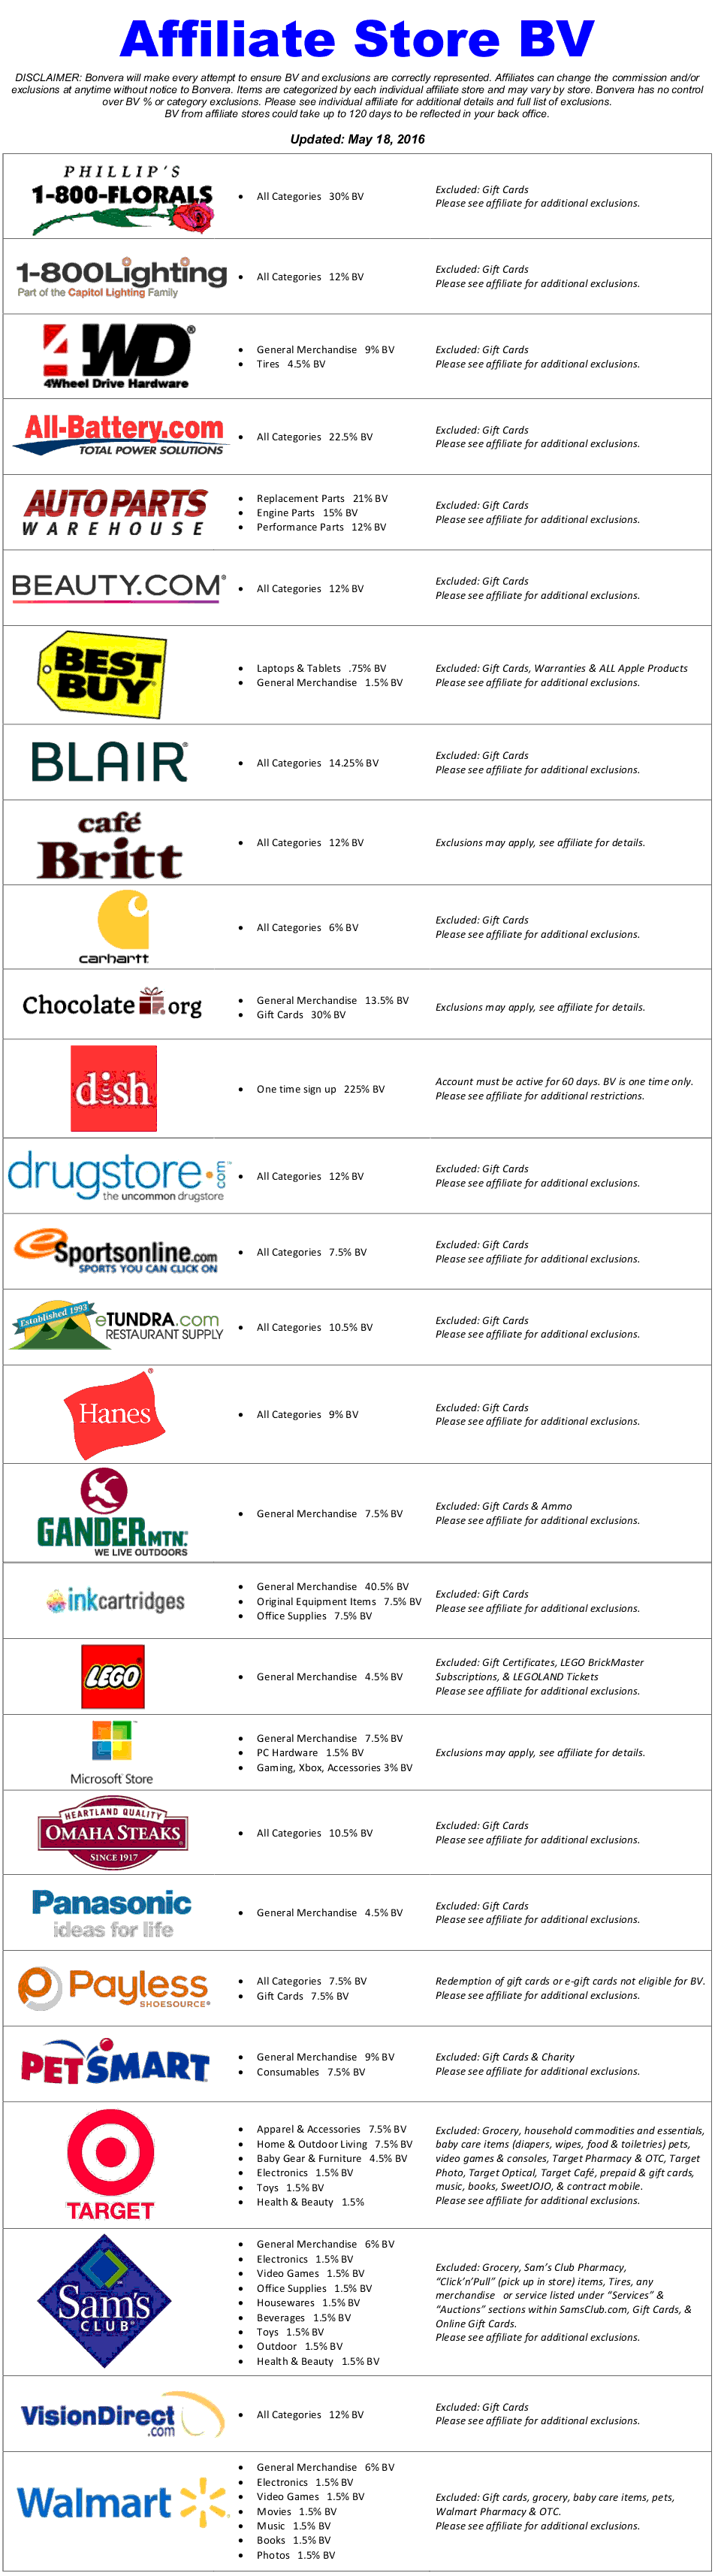 Affiliate Store BV
DISCLAIMER: Bonvera will make every attempt to ensure BV and exclusions are correctly represented. Affiliates can change the commission and/or
exclusions at anytime without notice to Bonvera. Items are categorized by each individual affiliate store and may vary by store. Bonvera has no control
over BV % or category exclusions. Please see individual affiliate for additional details and full list of exclusions.
BV from affiliate stores could take up to 120 days to be reflected in your back office.
Updated: May 18, 2016
PHILLIP'S
1-800-FLORALS
• All Categories 30% BV
Excluded: Gift Cards
Please see affiliate for additional exclusions.
1-800Lighting
Part of the Capitol Lighting Family
• All Categories 12% BV
Excluded: Gift Cards
Please see affiliate for additional exclusions.
4WD®
4Wheel Drive Hardware
• General Merchandise 9% BV
• Tires 4.5% BV
Excluded: Gift Cards
Please see affiliate for additional exclusions.
All-Battery.com
TOTAL POWER SOLUTIONS
• All Categories 22.5% BV
Excluded: Gift Cards
Please see affiliate for additional exclusions.
AUTO PARTS
WAREHOUSE
• Replacement Parts 21% BV
• Engine Parts 15% BV
• Performance Parts 12% BV
Excluded: Gift Cards
Please see affiliate for additional exclusions.
BEAUTY.COM®
• All Categories 12% BV
Excluded: Gift Cards
Please see affiliate for additional exclusions.
BEST
BUY
• Laptops & Tablets .75% BV
• General Merchandise 1.5% BV
Excluded: Gift Cards, Warranties & ALL Apple Products
Please see affiliate for additional exclusions.
BLAIR®
• All Categories 14.25% BV
Excluded: Gift Cards
Please see affiliate for additional exclusions.
café
Britt
• All Categories 12% BV
Exclusions may apply, see affiliate for details.
carhartt
• All Categories 6% BV
Excluded: Gift Cards
Please see affiliate for additional exclusions.
Chocolate.org
• General Merchandise 13.5% BV
• Gift Cards 30% BV
Exclusions may apply, see affiliate for details.
dish
• One time sign up 225% BV
Account must be active for 60 days. BV is one time only.
Please see affiliate for additional restrictions.
drugstore.com™
the uncommon drugstore
• All Categories 12% BV
Excluded: Gift Cards
Please see affiliate for additional exclusions.
eSportsonline.com
SPORTS YOU CAN CLICK ON
• All Categories 7.5% BV
Excluded: Gift Cards
Please see affiliate for additional exclusions.
Established 1993
eTUNDRA.com
RESTAURANT SUPPLY
• All Categories 10.5% BV
Excluded: Gift Cards
Please see affiliate for additional exclusions.
Hanes®
• All Categories 9% BV
Excluded: Gift Cards
Please see affiliate for additional exclusions.
GANDER MTN.
WE LIVE OUTDOORS
• General Merchandise 7.5% BV
Excluded: Gift Cards & Ammo
Please see affiliate for additional exclusions.
inkcartridges
• General Merchandise 40.5% BV
• Original Equipment Items 7.5% BV
• Office Supplies 7.5% BV
Excluded: Gift Cards
Please see affiliate for additional exclusions.
LEGO
• General Merchandise 4.5% BV
Excluded: Gift Certificates, LEGO BrickMaster
Subscriptions, & LEGOLAND Tickets
Please see affiliate for additional exclusions.
Microsoft Store
• General Merchandise 7.5% BV
• PC Hardware 1.5% BV
• Gaming, Xbox, Accessories 3% BV
Exclusions may apply, see affiliate for details.
HEARTLAND QUALITY
OMAHA STEAKS
SINCE 1917
• All Categories 10.5% BV
Excluded: Gift Cards
Please see affiliate for additional exclusions.
Panasonic
ideas for life
• General Merchandise 4.5% BV
Excluded: Gift Cards
Please see affiliate for additional exclusions.
Payless
SHOESOURCE®
• All Categories 7.5% BV
• Gift Cards 7.5% BV
Redemption of gift cards or e-gift cards not eligible for BV.
Please see affiliate for additional exclusions.
PETSMART
• General Merchandise 9% BV
• Consumables 7.5% BV
Excluded: Gift Cards & Charity
Please see affiliate for additional exclusions.
TARGET
• Apparel & Accessories 7.5% BV
• Home & Outdoor Living 7.5% BV
• Baby Gear & Furniture 4.5% BV
• Electronics 1.5% BV
• Toys 1.5% BV
• Health & Beauty 1.5%
Excluded: Grocery, household commodities and essentials,
baby care items (diapers, wipes, food & toiletries) pets,
video games & consoles, Target Pharmacy & OTC, Target
Photo, Target Optical, Target Café, prepaid & gift cards,
music, books, SweetJOJO, & contract mobile.
Please see affiliate for additional exclusions.
Sam's
CLUB
• General Merchandise 6% BV
• Electronics 1.5% BV
• Video Games 1.5% BV
• Office Supplies 1.5% BV
• Housewares 1.5% BV
• Beverages 1.5% BV
• Toys 1.5% BV
• Outdoor 1.5% BV
• Health & Beauty 1.5% BV
Excluded: Grocery, Sam's Club Pharmacy,
"Click'n'Pull" (pick up in store) items, Tires, any
merchandise or service listed under "Services" &
"Auctions" sections within SamsClub.com, Gift Cards, &
Online Gift Cards.
Please see affiliate for additional exclusions.
VisionDirect
.com
• All Categories 12% BV
Excluded: Gift Cards
Please see affiliate for additional exclusions.
Walmart
• General Merchandise 6% BV
• Electronics 1.5% BV
• Video Games 1.5% BV
• Movies 1.5% BV
• Music 1.5% BV
• Books 1.5% BV
• Photos 1.5% BV
Excluded: Gift cards, grocery, baby care items, pets,
Walmart Pharmacy & OTC.
Please see affiliate for additional exclusions.